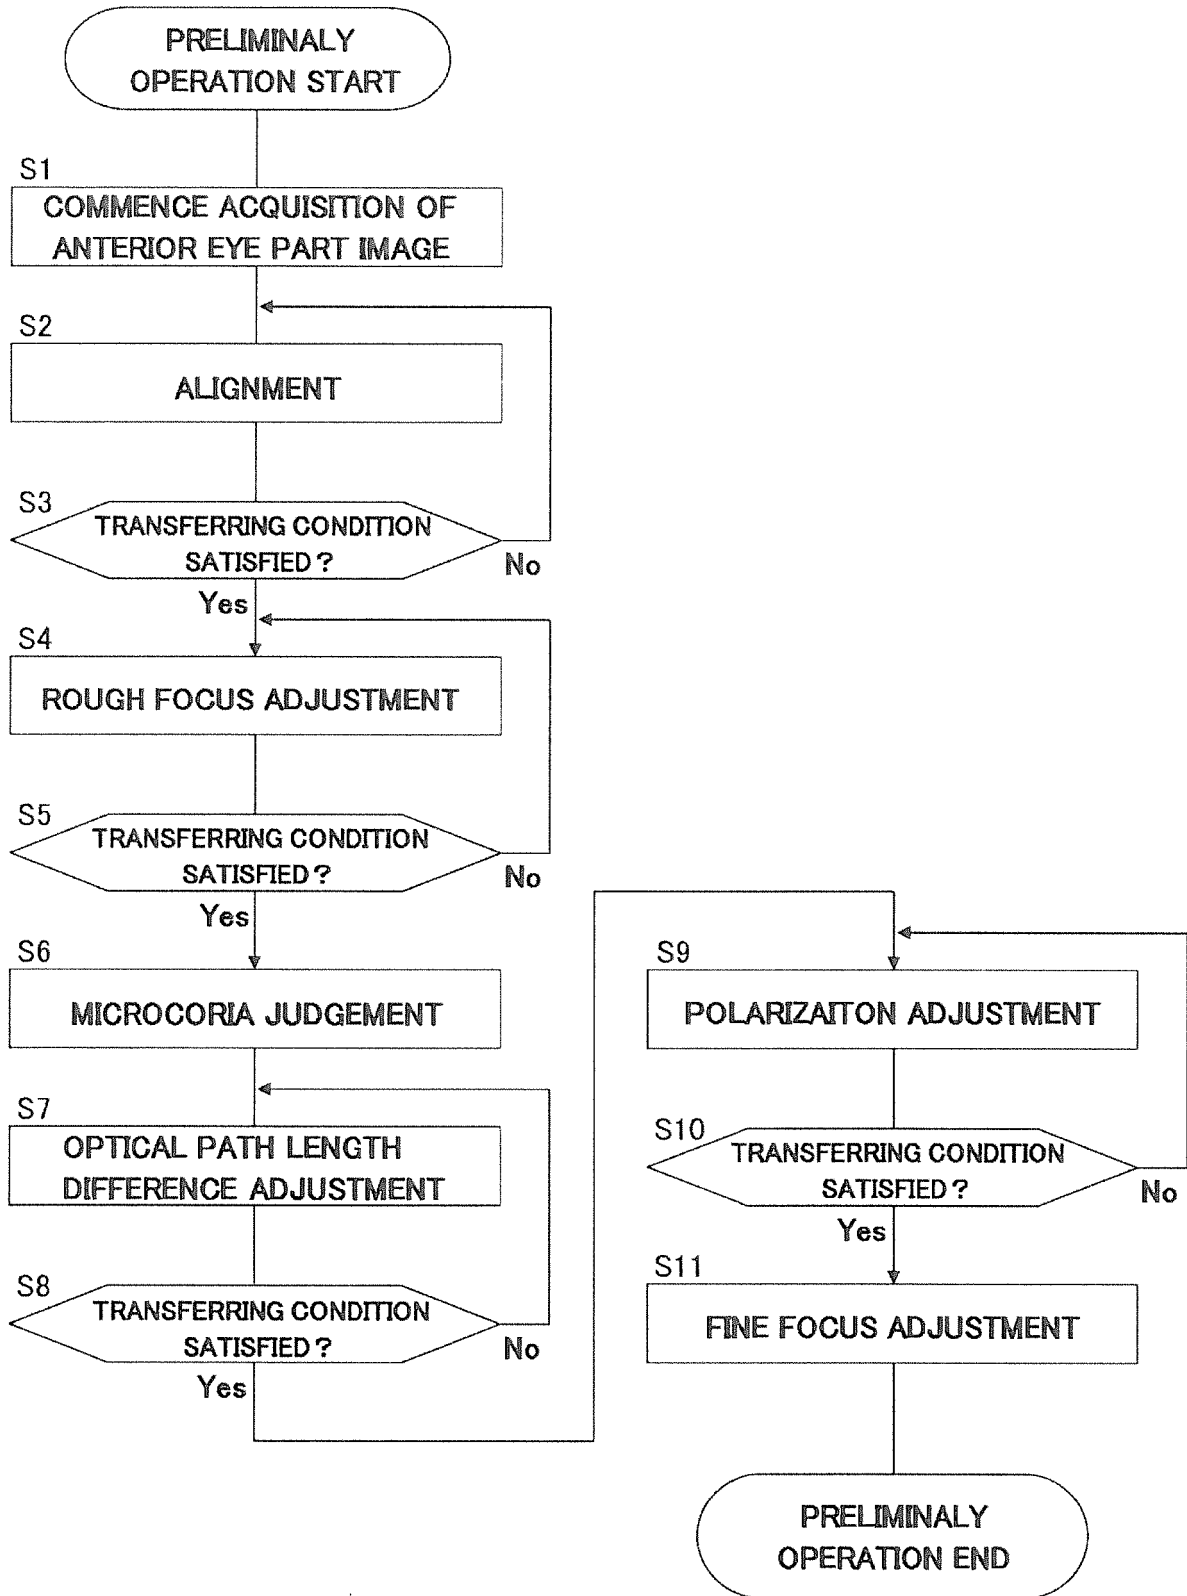 PRELIMINALY
OPERATION START
S1
COMMENCE ACQUISITION OF
ANTERIOR EYE PART IMAGE
S2
ALIGNMENT
S3
TRANSFERRING CONDITION
SATISFIED?
No
Yes
S4
ROUGH FOCUS ADJUSTMENT
S5
TRANSFERRING CONDITION
SATISFIED?
No
Yes
S6
MICROCORIA JUDGEMENT
S7
OPTICAL PATH LENGTH
DIFFERENCE ADJUSTMENT
S8
TRANSFERRING CONDITION
SATISFIED?
No
Yes
S9
POLARIZAITON ADJUSTMENT
S10
TRANSFERRING CONDITION
SATISFIED?
No
Yes
S11
FINE FOCUS ADJUSTMENT
PRELIMINALY
OPERATION END